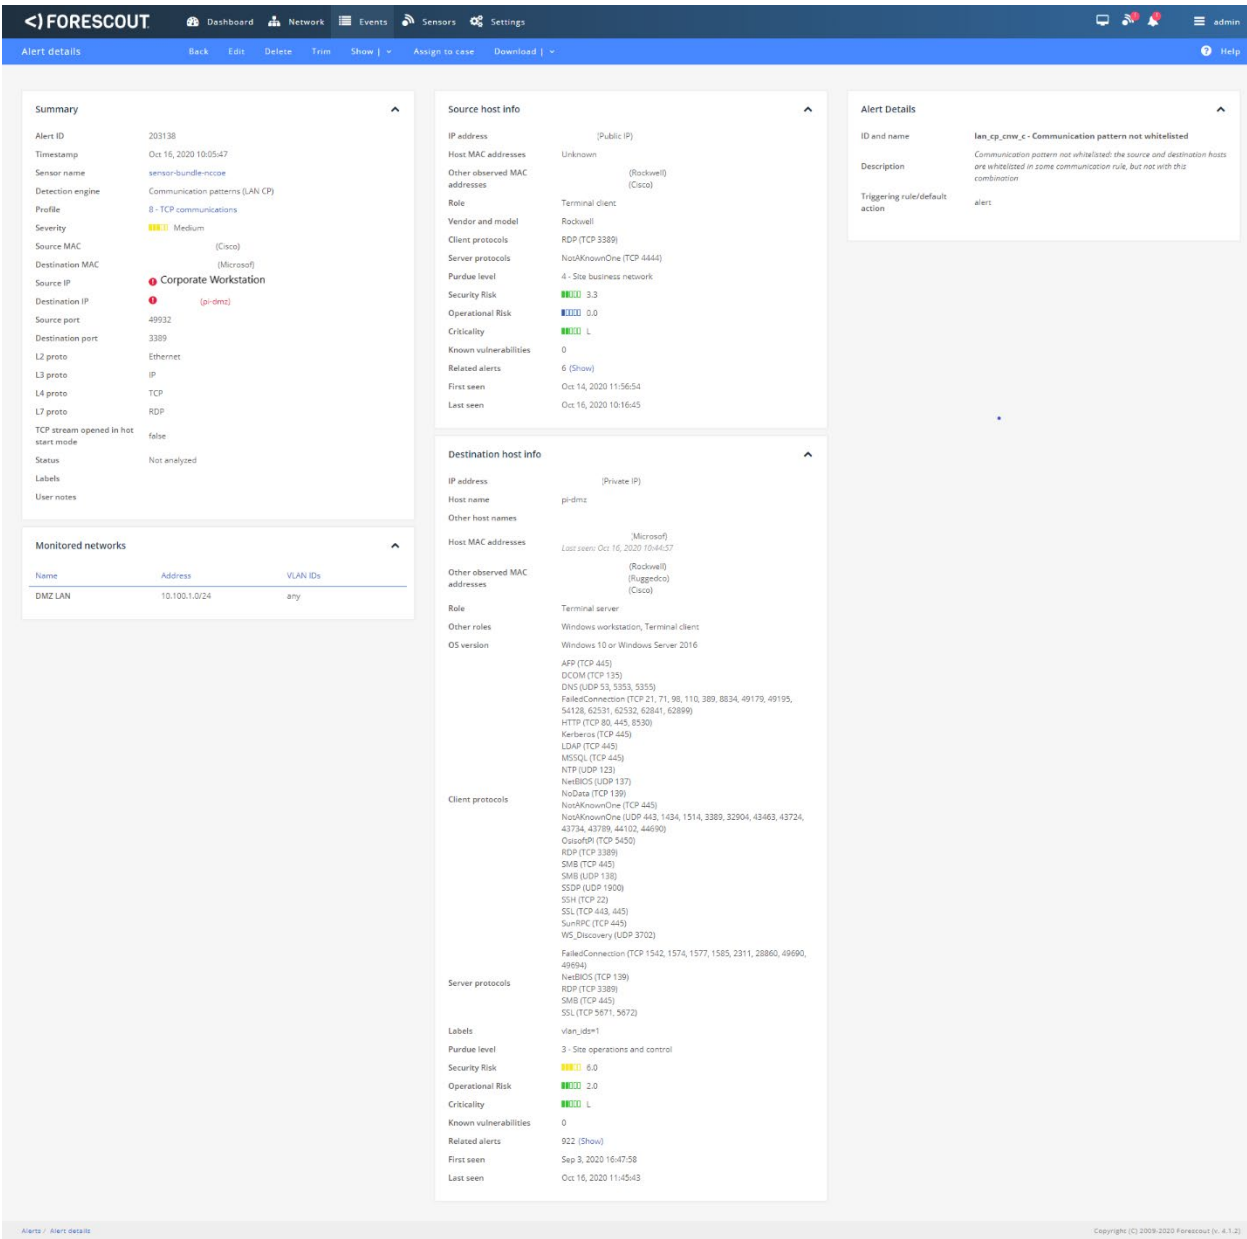 <) FORESCOUT.
Dashboard Network Events Sensors Settings
admin
Alert details Back Edit Delete Trim Show | Assign to case Download |
Help
Summary
Alert ID 203138
Timestamp Oct 16, 2020 10:05:47
Sensor name sensor-bundle-nccoe
Detection engine Communication patterns (LAN CP)
Profile 8 - TCP communications
Severity Medium
Source MAC (Cisco)
Destination MAC (Microsof)
Source IP Corporate Workstation
Destination IP (pi-dmz)
Source port 49932
Destination port 3389
L2 proto Ethernet
L3 proto IP
L4 proto TCP
L7 proto RDP
TCP stream opened in hot
start mode false
Status Not analyzed
Labels
User notes
Monitored networks
Name Address VLAN IDs
DMZ LAN 10.100.1.0/24 any
Source host info
IP address (Public IP)
Host MAC addresses Unknown
Other observed MAC (Rockwell)
addresses (Cisco)
Role Terminal client
Vendor and model Rockwell
Client protocols RDP (TCP 3389)
Server protocols NotAKnownOne (TCP 4444)
Purdue level 4 - Site business network
Security Risk 3.3
Operational Risk 0.0
Criticality L
Known vulnerabilities 0
Related alerts 6 (Show)
First seen Oct 14, 2020 11:56:54
Last seen Oct 16, 2020 10:16:45
Destination host info
IP address (Private IP)
Host name pi-dmz
Other host names
Host MAC addresses (Microsof)
Last seen: Oct 16, 2020 10:44:57
Other observed MAC
addresses
(Rockwell)
(Ruggedco)
(Cisco)
Role Terminal server
Other roles Windows workstation, Terminal client
OS version Windows 10 or Windows Server 2016
Client protocols
AFP (TCP 445)
DCOM (TCP 135)
DNS (UDP 53, 5353, 5355)
FailedConnection (TCP 21, 71, 98, 110, 389, 8834, 49179, 49195,
54128, 62531, 62532, 62841, 62899)
HTTP (TCP 80, 445, 8530)
Kerberos (TCP 445)
LDAP (TCP 445)
MSSQL (TCP 445)
NTP (UDP 123)
NetBIOS (UDP 137)
NoData (TCP 139)
NotAKnownOne (TCP 445)
NotAKnownOne (UDP 443, 1434, 1514, 3389, 32904, 43463, 43724,
43734, 43789, 44102, 44690)
OsisoftPI (TCP 5450)
RDP (TCP 3389)
SMB (TCP 445)
SMB (UDP 138)
SSDP (UDP 1900)
SSH (TCP 22)
SSL (TCP 443, 445)
SunRPC (TCP 445)
WS_Discovery (UDP 3702)
Server protocols
FailedConnection (TCP 1542, 1574, 1577, 1585, 2311, 28860, 49690,
49694)
NetBIOS (TCP 139)
RDP (TCP 3389)
SMB (TCP 445)
SSL (TCP 5671, 5672)
Labels vlan_ids=1
Purdue level 3 - Site operations and control
Security Risk 6.0
Operational Risk 2.0
Criticality L
Known vulnerabilities 0
Related alerts 922 (Show)
First seen Sep 3, 2020 16:47:58
Last seen Oct 16, 2020 11:45:43
Alert Details
ID and name lan_cp_cnw_c - Communication pattern not whitelisted
Description
Communication pattern not whitelisted: the source and destination hosts
are whitelisted in some communication rule, but not with this
combination
Triggering rule/default
action alert
Alerts / Alert details
Copyright (C) 2009-2020 Forescout (v. 4.1.2)